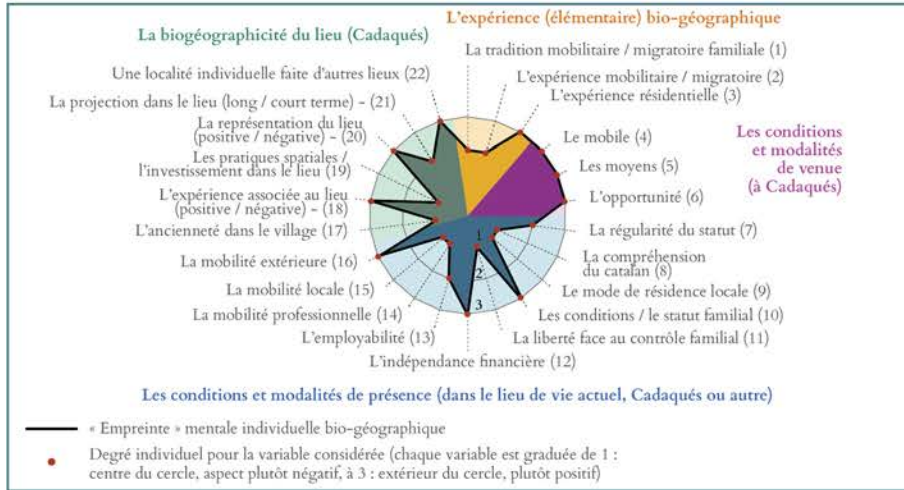 L'expérience (élémentaire) bio-géographique
La biogéographicité du lieu (Cadaqués)
La tradition mobilitaire / migratoire familiale (1)
Une localité individuelle faite d'autres lieux (22)
L'expérience mobilitaire / migratoire (2)
L'expérience résidentielle (3)
La projection dans le lieu (long / court terme) - (21)
La représentation du lieu
(positive / négative) - (20)
Le mobile (4)
Les conditions
et modalités
de venue
(à Cadaqués)
Les pratiques spatiales /
l'investissement dans le lieu (19)
Les moyens (5)
L'expérience associée au lieu
(positive / négative) - (18)
L'opportunité (6)
L'ancienneté dans le village (17)
La régularité du statut (7)
La mobilité extérieure (16)
La compréhension
du catalan (8)
La mobilité locale (15)
Le mode de résidence locale (9)
La mobilité professionnelle (14)
Les conditions / le statut familial (10)
L'employabilité (13)
La liberté face au contrôle familial (11)
L'indépendance financière (12)
1
2
3
Les conditions et modalités de présence (dans le lieu de vie actuel, Cadaqués ou autre)
« Empreinte » mentale individuelle bio-géographique
Degré individuel pour la variable considérée (chaque variable est graduée de 1 :
centre du cercle, aspect plutôt négatif, à 3 : extérieur du cercle, plutôt positif)